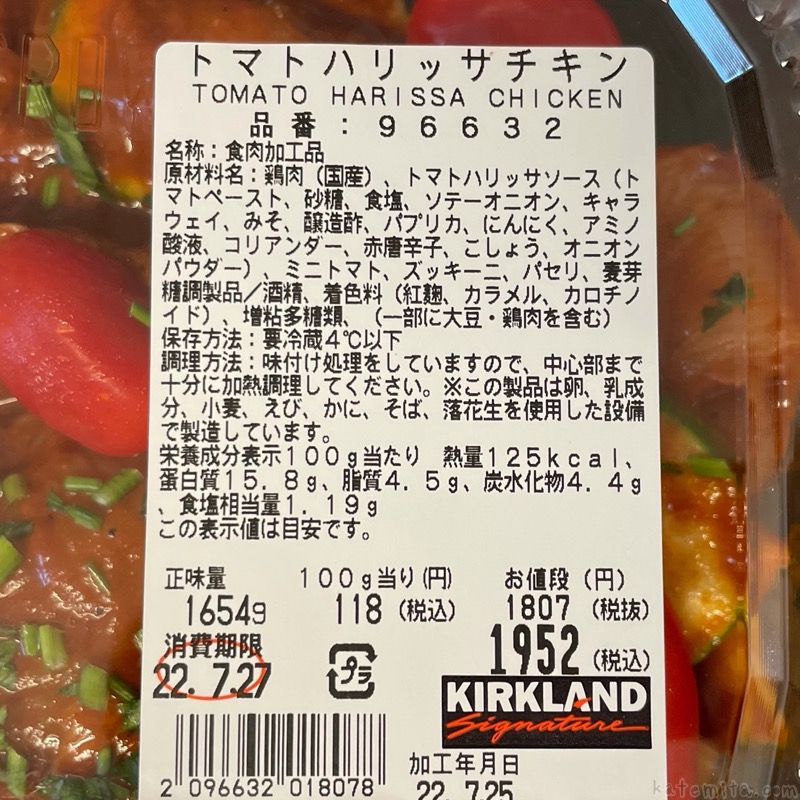 トマトハリッサチキン
TOMATO HARISSA CHICKEN
品番：96632
名称：食肉加工品
原材料名：鶏肉（国産）、トマトハリッサソース（ト
マトペースト、砂糖、食塩、ソテーオニオン、キャラ
ウェイ、みそ、醸造酢、パプリカ、にんにく、アミノ
酸液、コリアンダー、赤唐辛子、こしょう、オニオン
パウダー）、ミニトマト、ズッキーニ、パセリ、麦芽
糖調製品／酒精、着色料（紅麹、カラメル、カロチノ
イド）、増粘多糖類、（一部に大豆・鶏肉を含む）
保存方法：要冷蔵4℃以下
調理方法：味付け処理をしていますので、中心部まで
十分に加熱調理してください。※この製品は卵、乳成
分、小麦、えび、かに、そば、落花生を使用した設備
で製造しています。
栄養成分表示100g当たり 熱量125kcal、
蛋白質15.8g、脂質4.5g、炭水化物4.4g
、食塩相当量1.19g
この表示値は目安です。
正味量 100g当り(円) お値段（円）
1654g 118（税込） 1807（税抜）
消費期限 1952（税込）
22.7.27 プラ
KIRKLAND
Signature
2 096632 018078
加工年月日
22.7.25
katemita.com